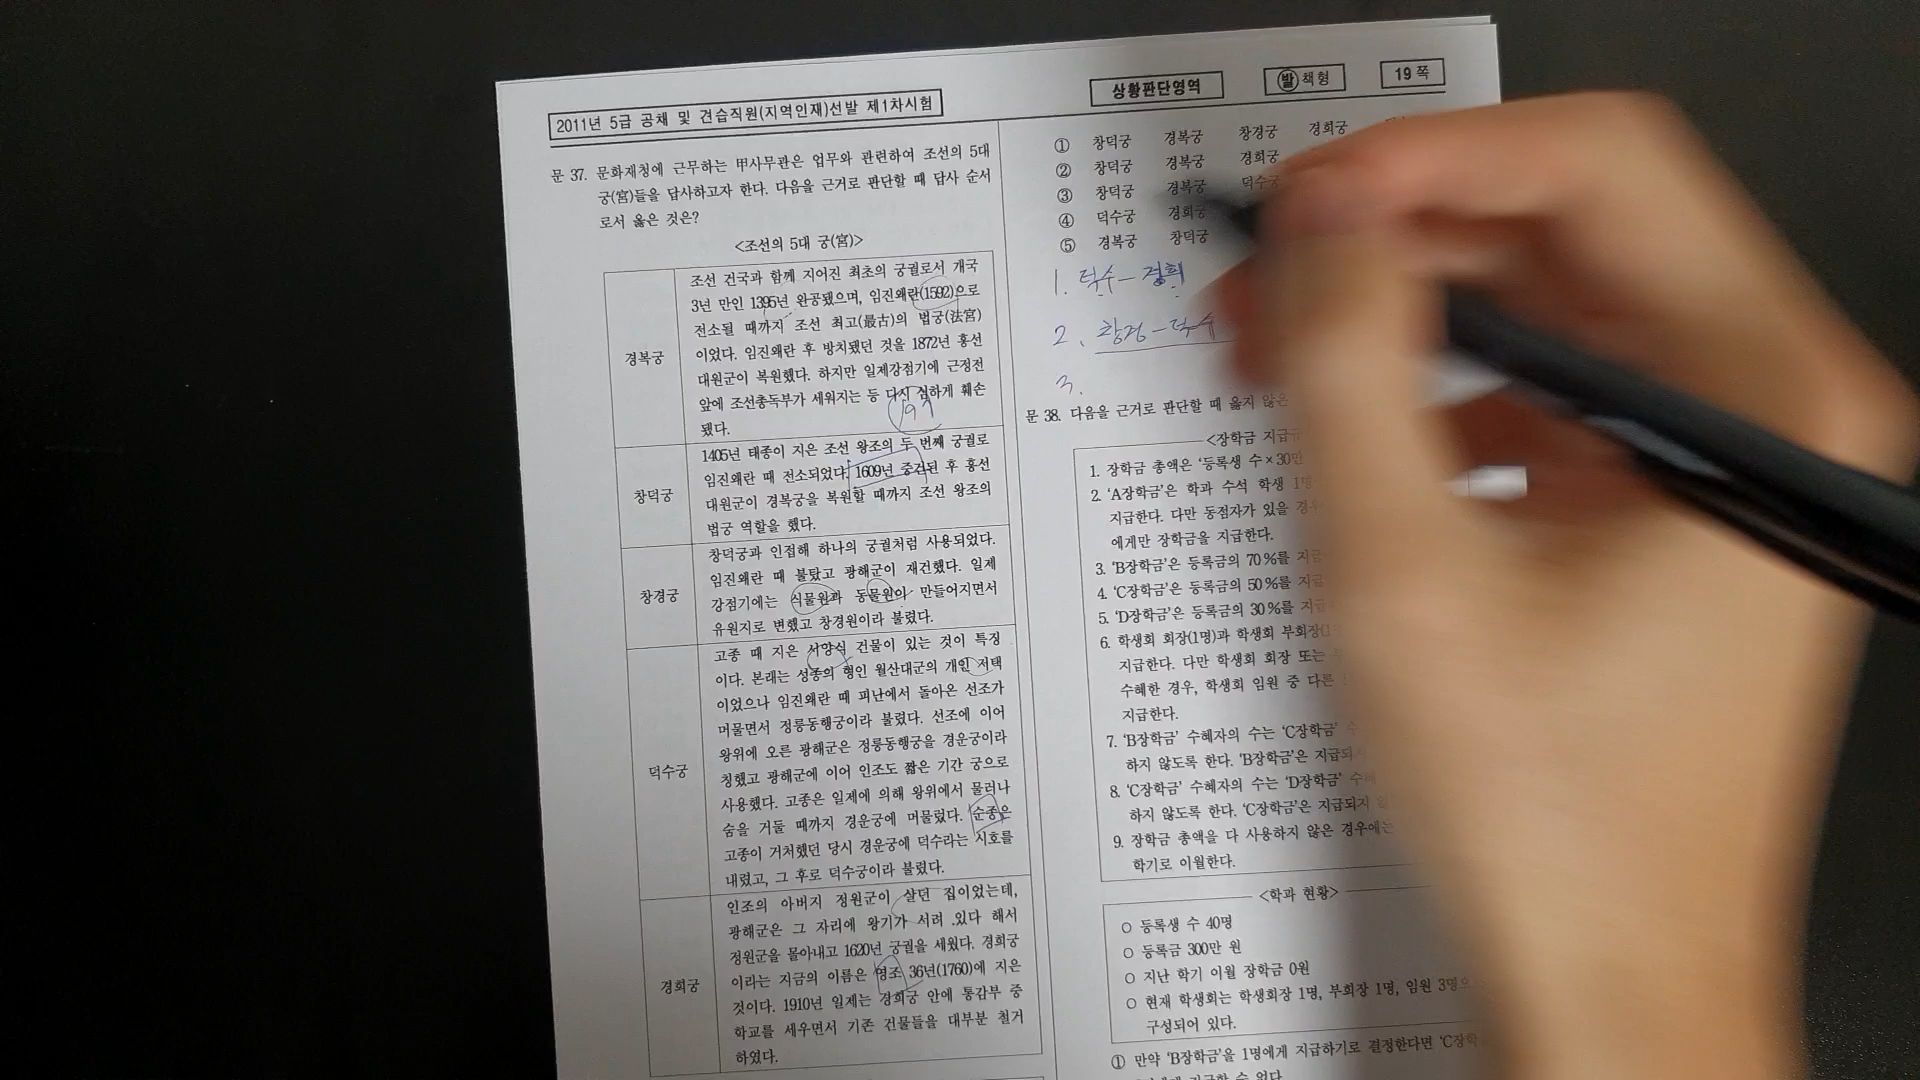 2011년 5급 공채 및 견습직원(지역인재)선발 제1차시험
상황판단영역
발 책형
19 쪽
문 37. 문화재청에 근무하는 甲사무관은 업무와 관련하여 조선의 5대
궁(宮)들을 답사하고자 한다. 다음을 근거로 판단할 때 답사 순서
로서 옳은 것은?
<조선의 5대 궁(宮)>
경복궁
조선 건국과 함께 지어진 최초의 궁궐로서 개국
3년 만인 1395년 완공됐으며, 임진왜란(1592)으로
전소될 때까지 조선 최고(最古)의 법궁(法宮)
이었다. 임진왜란 후 방치됐던 것을 1872년 흥선
대원군이 복원했다. 하지만 일제강점기에 근정전
앞에 조선총독부가 세워지는 등 다시 심하게 훼손
됐다.
창덕궁
1405년 태종이 지은 조선 왕조의 두 번째 궁궐로
임진왜란 때 전소되었다. 1609년 중건된 후 흥선
대원군이 경복궁을 복원할 때까지 조선 왕조의
법궁 역할을 했다.
창경궁
창덕궁과 인접해 하나의 궁궐처럼 사용되었다.
임진왜란 때 불탔고 광해군이 재건했다. 일제
강점기에는 식물원과 동물원이 만들어지면서
유원지로 변했고 창경원이라 불렸다.
덕수궁
고종 때 지은 서양식 건물이 있는 것이 특징
이다. 본래는 성종의 형인 월산대군의 개인 저택
이었으나 임진왜란 때 피난에서 돌아온 선조가
머물면서 정릉동행궁이라 불렸다. 선조에 이어
왕위에 오른 광해군은 정릉동행궁을 경운궁이라
칭했고 광해군에 이어 인조도 짧은 기간 궁으로
사용했다. 고종은 일제에 의해 왕위에서 물러나
숨을 거둘 때까지 경운궁에 머물렀다. 순종은
고종이 거처했던 당시 경운궁에 덕수라는 시호를
내렸고, 그 후로 덕수궁이라 불렸다.
경희궁
인조의 아버지 정원군이 살던 집이었는데,
광해군은 그 자리에 왕기가 서려 있다 해서
정원군을 몰아내고 1620년 궁궐을 세웠다. 경희궁
이라는 지금의 이름은 영조 36년(1760)에 지은
것이다. 1910년 일제는 경희궁 안에 통감부 중
학교를 세우면서 기존 건물들을 대부분 철거
하였다.
① 창덕궁 경복궁 창경궁 경희궁
② 창덕궁 경복궁 경희궁
③ 창덕궁 경복궁 덕수궁
④ 덕수궁 경희궁
⑤ 경복궁 창덕궁
1. 덕수 – 경희
2. 창경 – 덕수
3.
문 38. 다음을 근거로 판단할 때 옳지 않은
<장학금 지급
1. 장학금 총액은 ‘등록생 수×30만
2. ‘A장학금’은 학과 수석 학생 1명
지급한다. 다만 동점자가 있을 경우
에게만 장학금을 지급한다.
3. ‘B장학금’은 등록금의 70%를 지급
4. ‘C장학금’은 등록금의 50%를 지급
5. ‘D장학금’은 등록금의 30%를 지급
6. 학생회 회장(1명)과 학생회 부회장
지급한다. 다만 학생회 회장 또는
수혜한 경우, 학생회 임원 중 다른
지급한다.
7. ‘B장학금’ 수혜자의 수는 ‘C장학금’
하지 않도록 한다. ‘B장학금’은 지급되지
8. ‘C장학금’ 수혜자의 수는 ‘D장학금’
하지 않도록 한다. ‘C장학금’은 지급되지
9. 장학금 총액을 다 사용하지 않은 경우에는
학기로 이월한다.
<학과 현황>
○ 등록생 수 40명
○ 등록금 300만 원
○ 지난 학기 이월 장학금 0원
○ 현재 학생회는 학생회장 1명, 부회장 1명, 임원 3명으로
구성되어 있다.
① 만약 ‘B장학금’을 1명에게 지급하기로 결정한다면